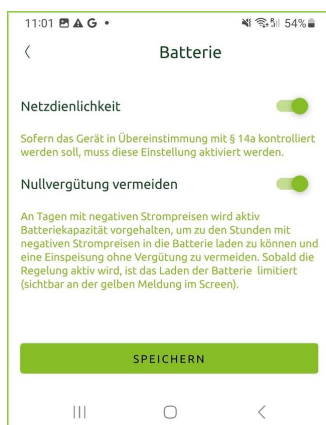 11:01 G • 54%
Batterie
Netzdienlichkeit
Sofern das Gerät in Übereinstimmung mit § 14a kontrolliert
werden soll, muss diese Einstellung aktiviert werden.
Nullvergütung vermeiden
An Tagen mit negativen Strompreisen wird aktiv
Batteriekapazität vorgehalten, um zu den Stunden mit
negativen Strompreisen in die Batterie laden zu können und
eine Einspeisung ohne Vergütung zu vermeiden. Sobald die
Regelung aktiv wird, ist das Laden der Batterie limitiert
(sichtbar an der gelben Meldung im Screen).
SPEICHERN